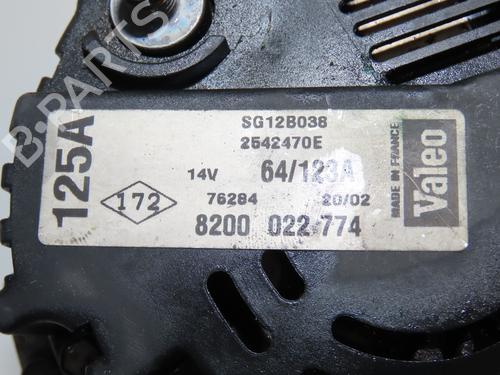 125A
SG12B038
2542470E
14V 64/123A
172
76284 20/02
8200 022 774
MADE IN FRANCE
Valeo
B-PARTS